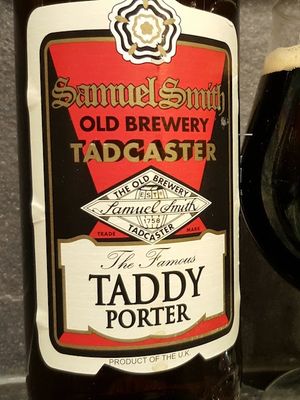 Samuel Smith
OLD BREWERY
TADCASTER
THE OLD BREWERY
ESTD
Samuel Smith
1758
TRADE MARK
TADCASTER
The Famous
TADDY
PORTER
PRODUCT OF THE U.K.